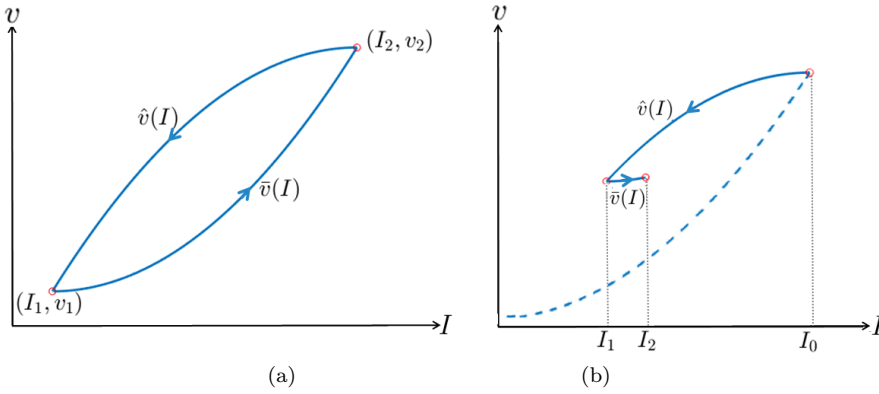 v
(I₂, v₂)
v̂(I)
v̄(I)
(I₁, v₁)
I
(a)
v
v̂(I)
v̄(I)
I₁ I₂ I₀
I
(b)